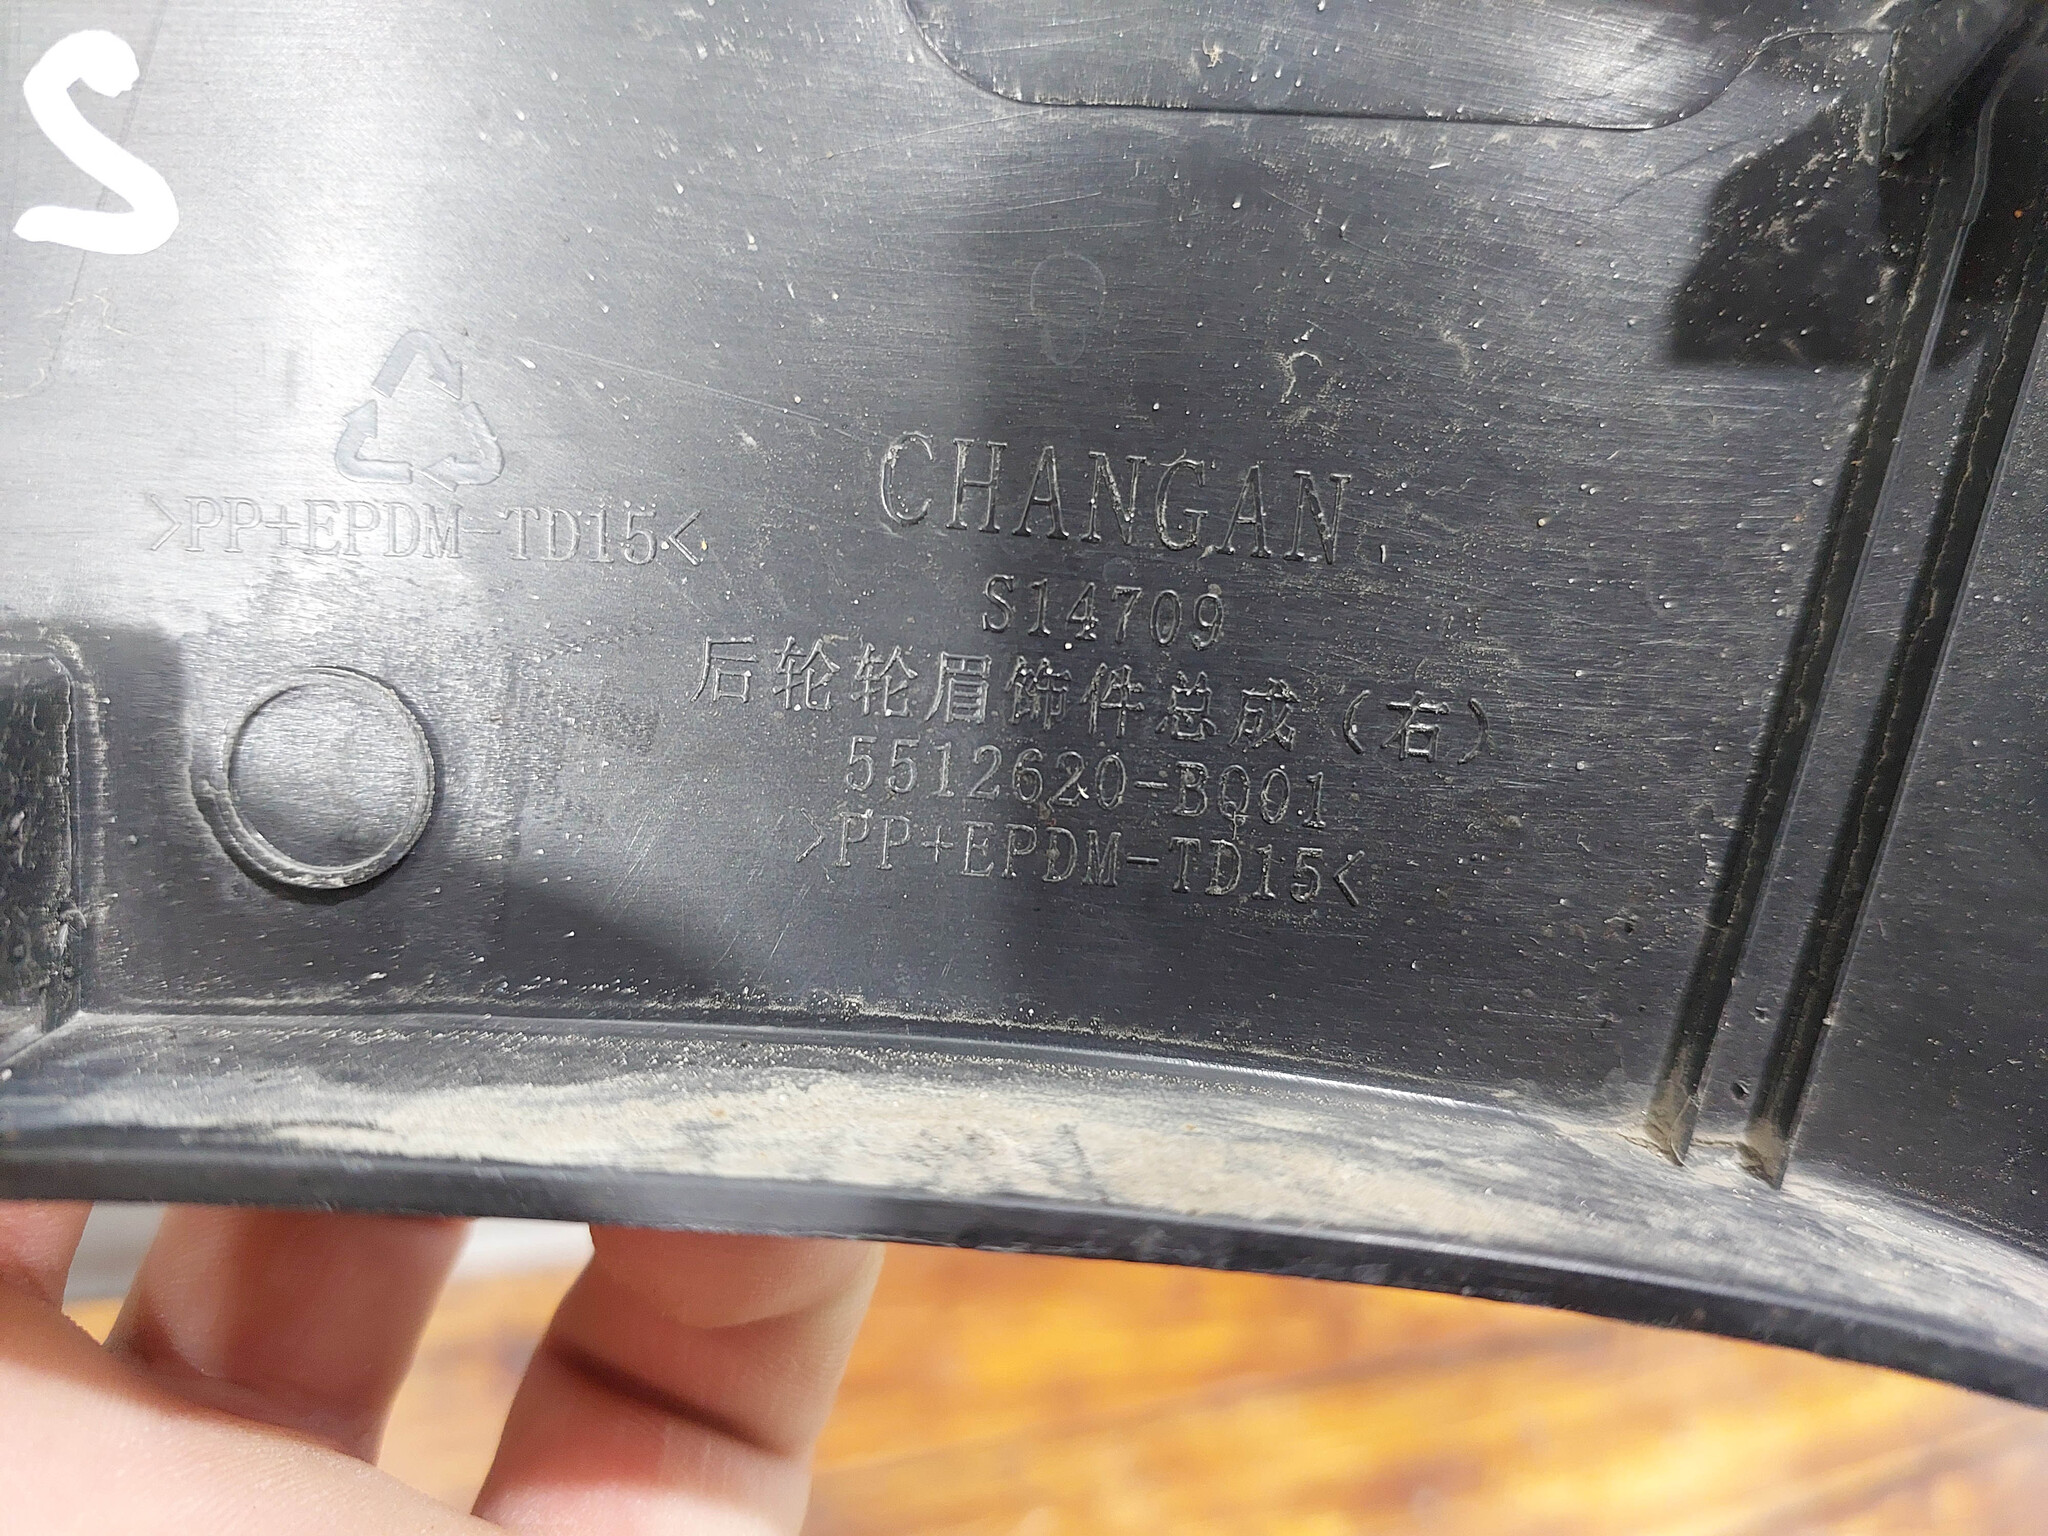 2
>PP+EPDM-TD15<
CHANGAN
S14709
后轮轮眉饰件总成(右)
5512620-BQ01
>PP+EPDM-TD15<